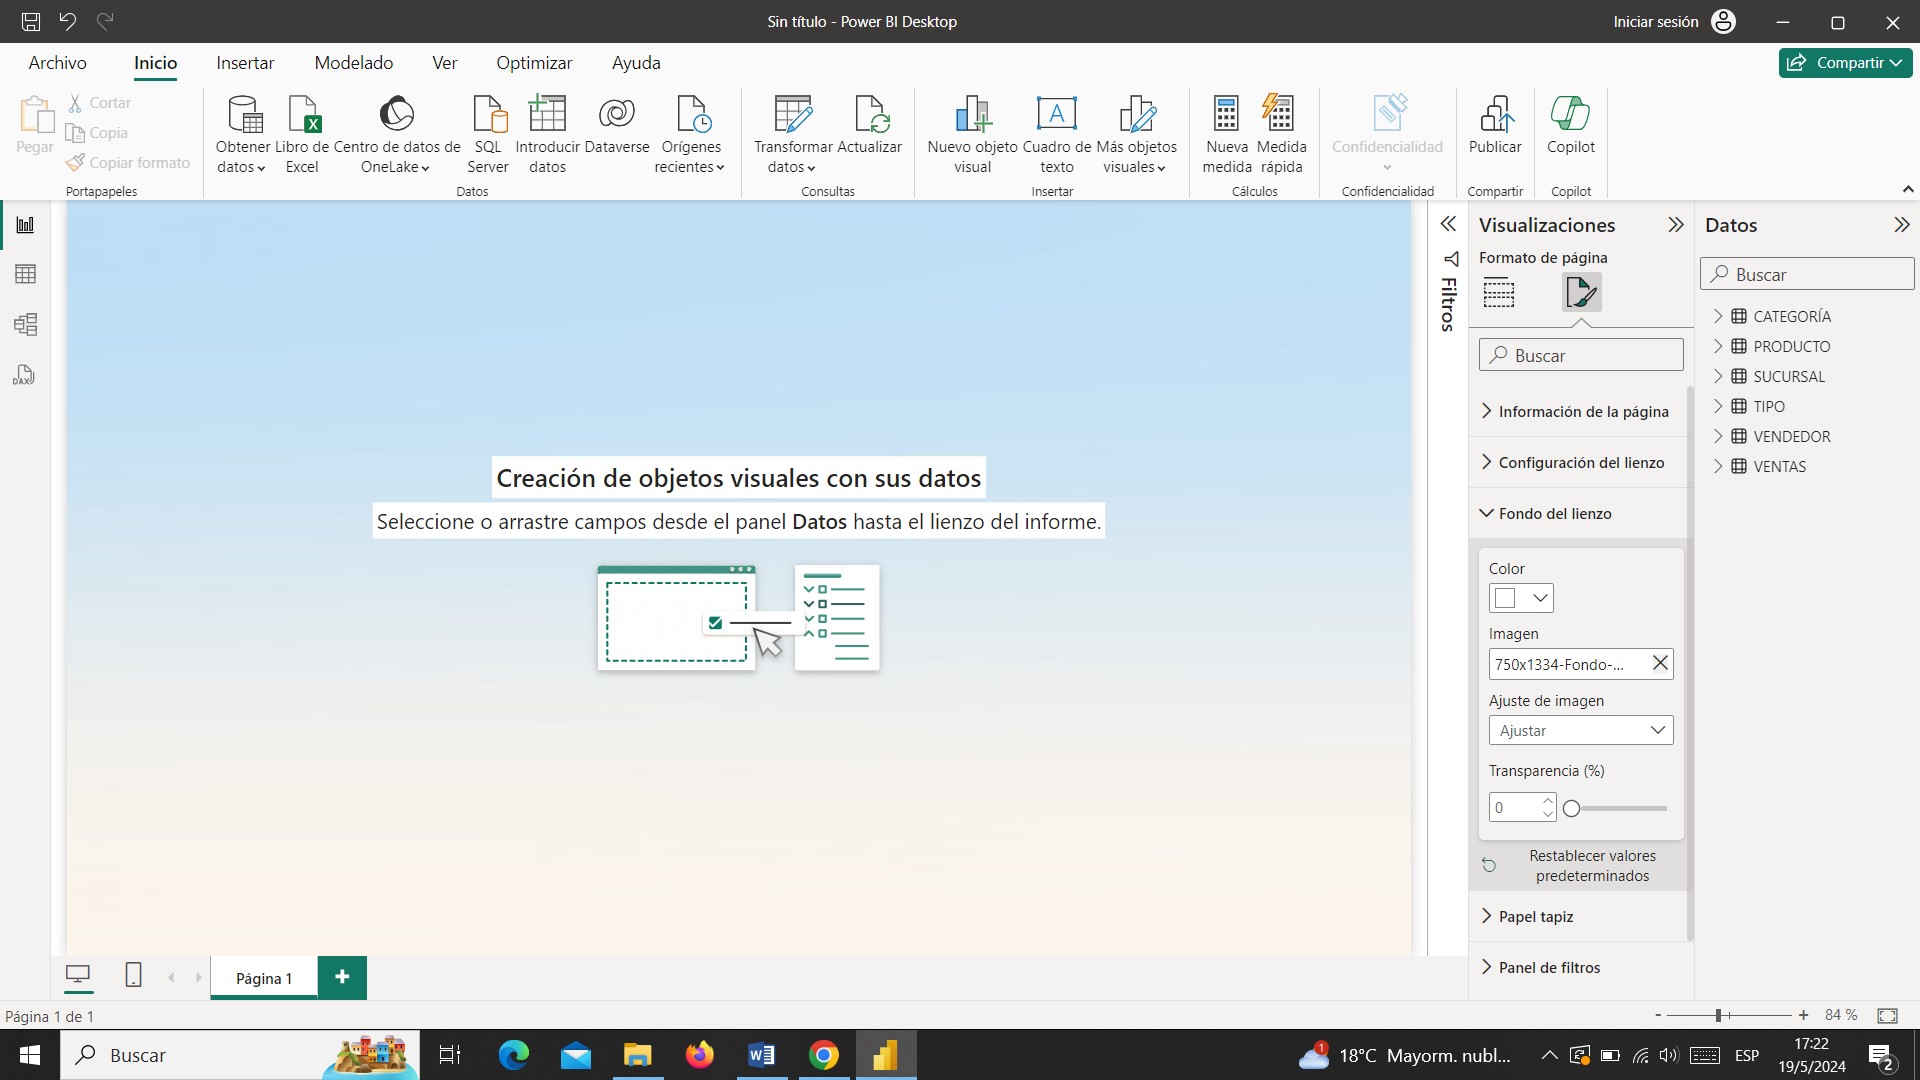 Sin título - Power BI Desktop
Iniciar sesión
Archivo
Inicio
Insertar
Modelado
Ver
Optimizar
Ayuda
Compartir
Pegar
Cortar
Copia
Copiar formato
Portapapeles
Obtener datos
Libro de Excel
Centro de datos de OneLake
SQL Server
Introducir datos
Dataverse
Orígenes recientes
Datos
Transformar datos
Actualizar
Consultas
Nuevo objeto visual
Cuadro de texto
A
Más objetos visuales
Insertar
Nueva medida
Medida rápida
Cálculos
Confidencialidad
Confidencialidad
Publicar
Compartir
Copilot
Copilot
DAX
Creación de objetos visuales con sus datos
Seleccione o arrastre campos desde el panel Datos hasta el lienzo del informe.
Filtros
Visualizaciones
Formato de página
Buscar
Información de la página
Configuración del lienzo
Fondo del lienzo
Color
Imagen
750x1334-Fondo-...
Ajuste de imagen
Ajustar
Transparencia (%)
0
Restablecer valores
predeterminados
Papel tapiz
Panel de filtros
Datos
Buscar
CATEGORÍA
PRODUCTO
SUCURSAL
TIPO
VENDEDOR
VENTAS
Página 1
+
Página 1 de 1
- + 84 %
Buscar
1
18°C Mayorm. nubl...
ESP
17:22
19/5/2024
2